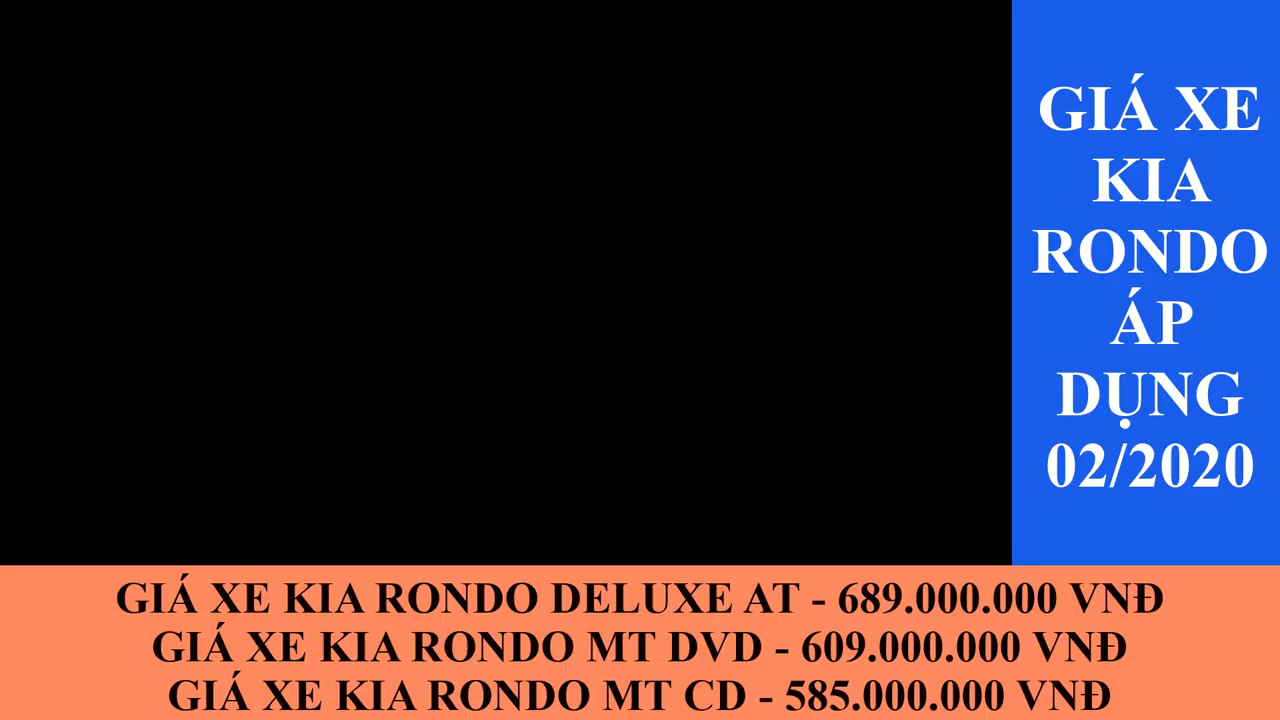 GIÁ XE
KIA
RONDO
ÁP
DỤNG
02/2020
GIÁ XE KIA RONDO DELUXE AT - 689.000.000 VNĐ
GIÁ XE KIA RONDO MT DVD - 609.000.000 VNĐ
GIÁ XE KIA RONDO MT CD - 585.000.000 VNĐ